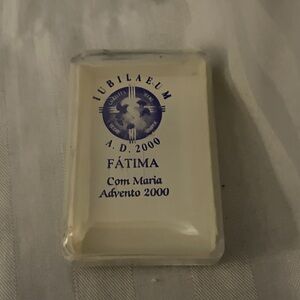 IUBILAEUM
A. D. 2000
FÁTIMA
Com Maria
Advento 2000